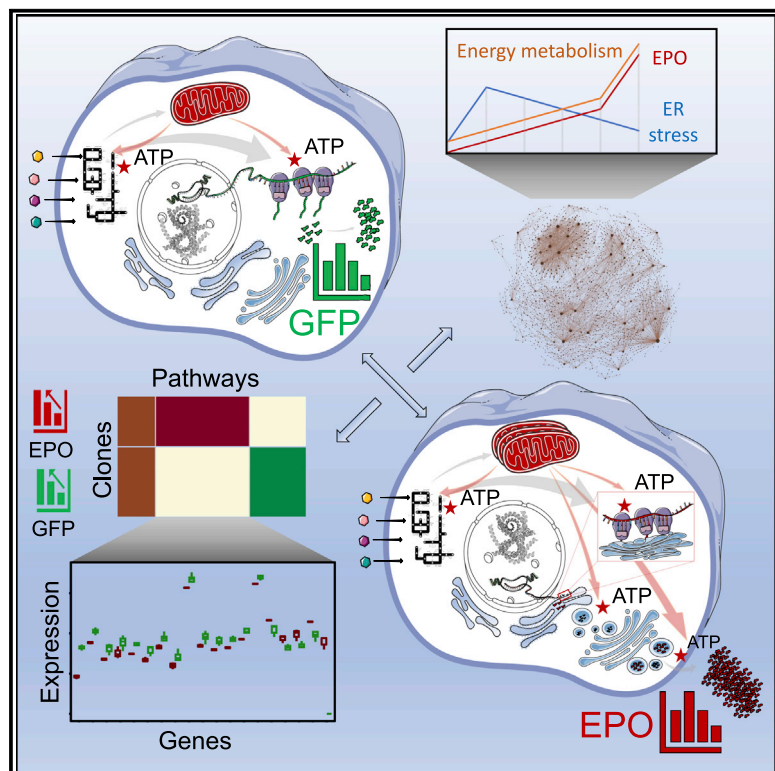 Energy metabolism
EPO
ER
stress
ATP
ATP
GFP
Pathways
Clones
EPO
GFP
Expression
Genes
ATP
ATP
ATP
ATP
EPO